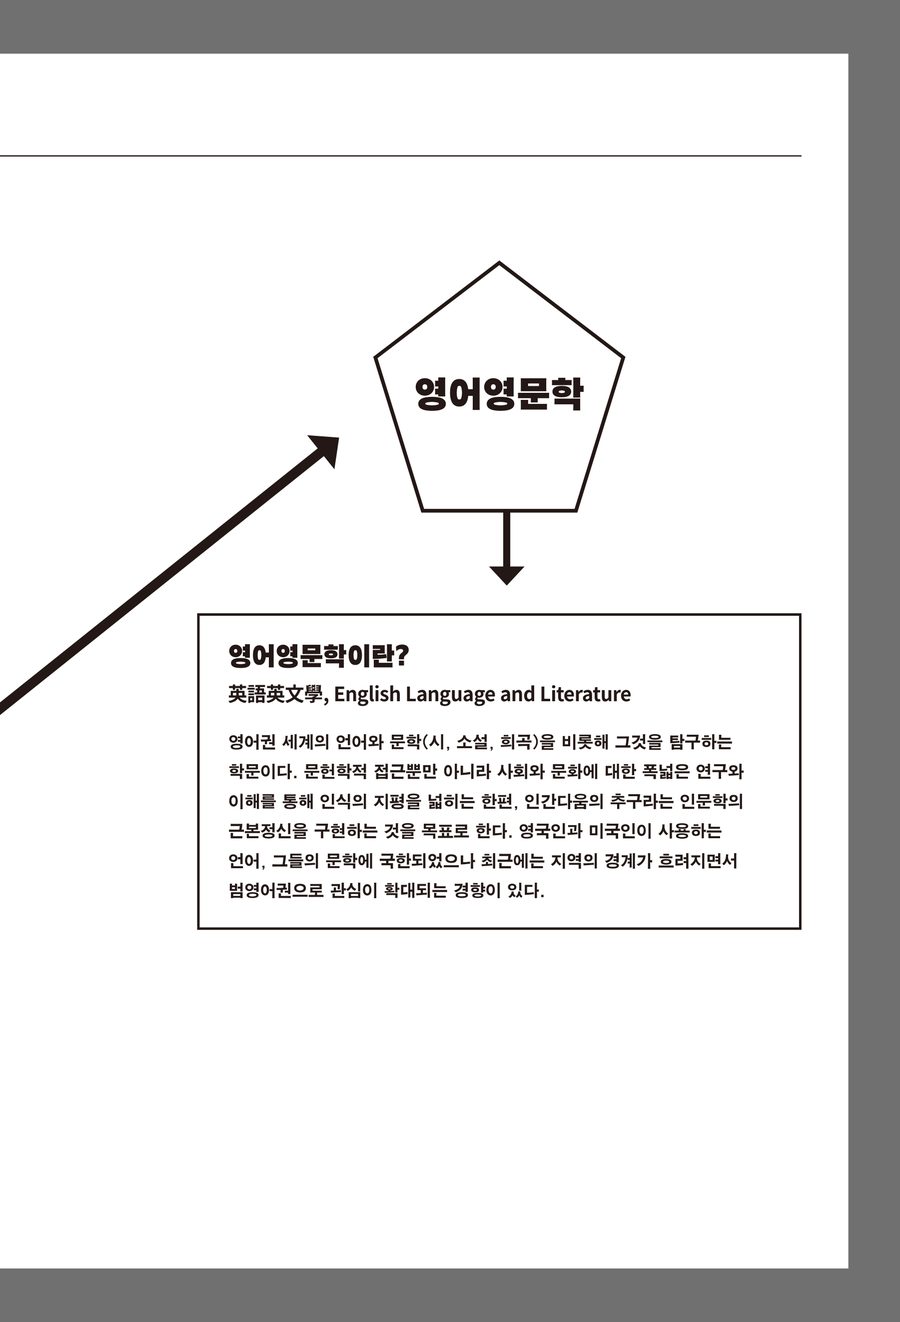 영어영문학
영어영문학이란?
英語英文學, English Language and Literature
영어권 세계의 언어와 문학(시, 소설, 희곡)을 비롯해 그것을 탐구하는
학문이다. 문헌학적 접근뿐만 아니라 사회와 문화에 대한 폭넓은 연구와
이해를 통해 인식의 지평을 넓히는 한편, 인간다움의 추구라는 인문학의
근본정신을 구현하는 것을 목표로 한다. 영국인과 미국인이 사용하는
언어, 그들의 문학에 국한되었으나 최근에는 지역의 경계가 흐려지면서
범영어권으로 관심이 확대되는 경향이 있다.